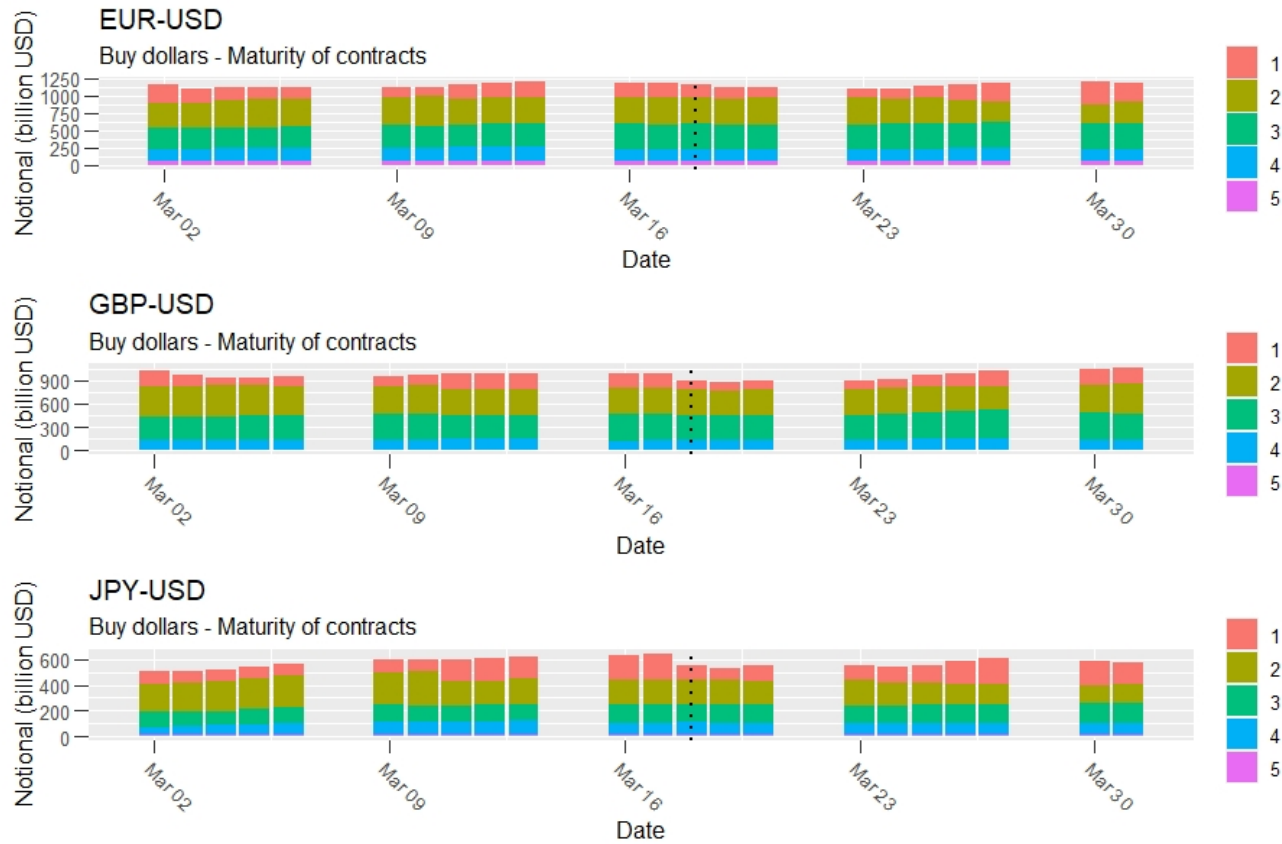 EUR-USD
Buy dollars - Maturity of contracts
Notional (billion USD)
1250
1000
750
500
250
0
Mar 02
Mar 09
Mar 16
Mar 23
Mar 30
Date
1
2
3
4
5
GBP-USD
Buy dollars - Maturity of contracts
Notional (billion USD)
900
600
300
0
Mar 02
Mar 09
Mar 16
Mar 23
Mar 30
Date
1
2
3
4
5
JPY-USD
Buy dollars - Maturity of contracts
Notional (billion USD)
600
400
200
0
Mar 02
Mar 09
Mar 16
Mar 23
Mar 30
Date
1
2
3
4
5